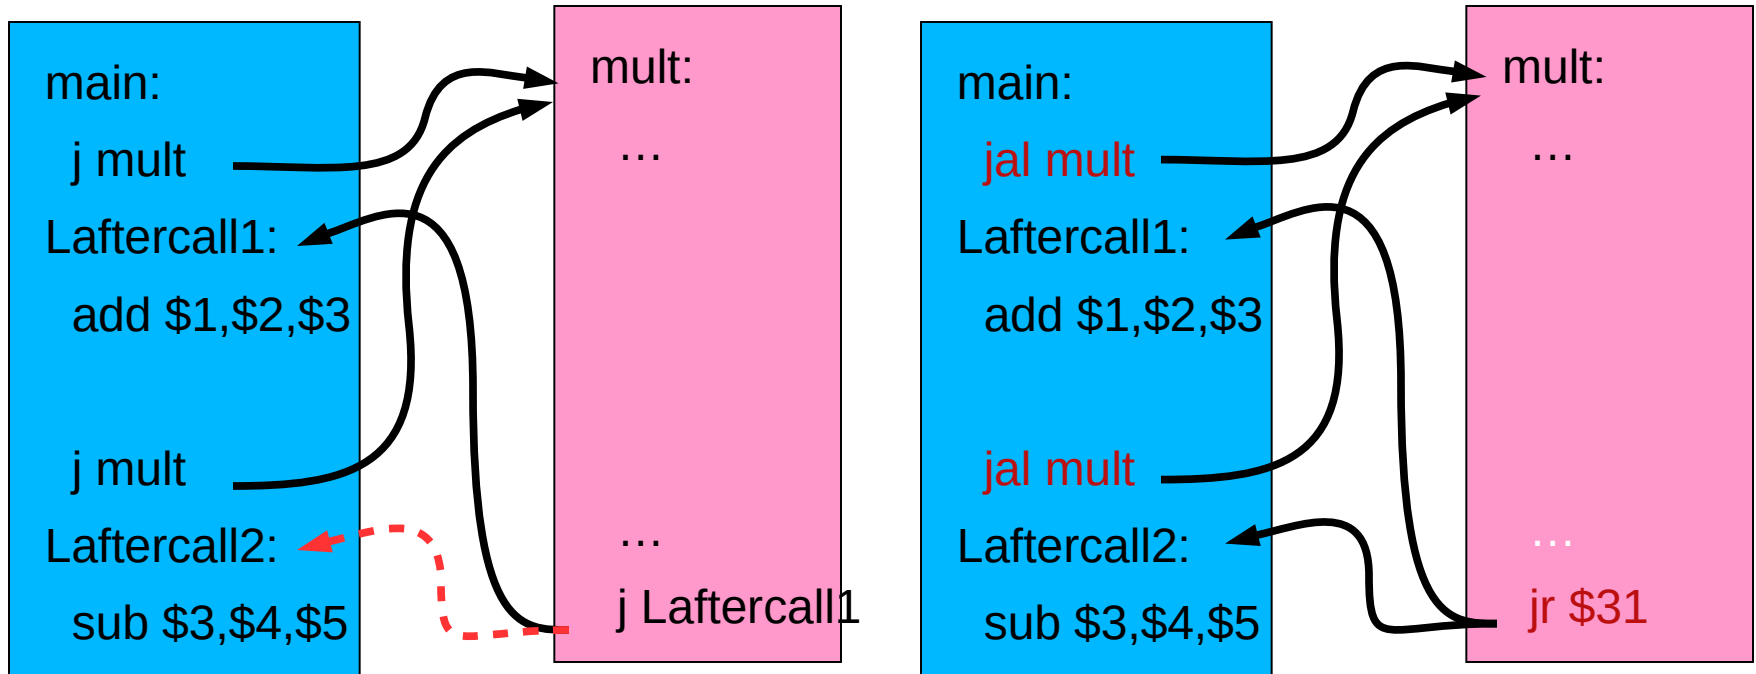 main:
j mult
Laftercall1:
add $1,$2,$3
j mult
Laftercall2:
sub $3,$4,$5
mult:
...
...
j Laftercall1
main:
jal mult
Laftercall1:
add $1,$2,$3
jal mult
Laftercall2:
sub $3,$4,$5
mult:
...
...
jr $31